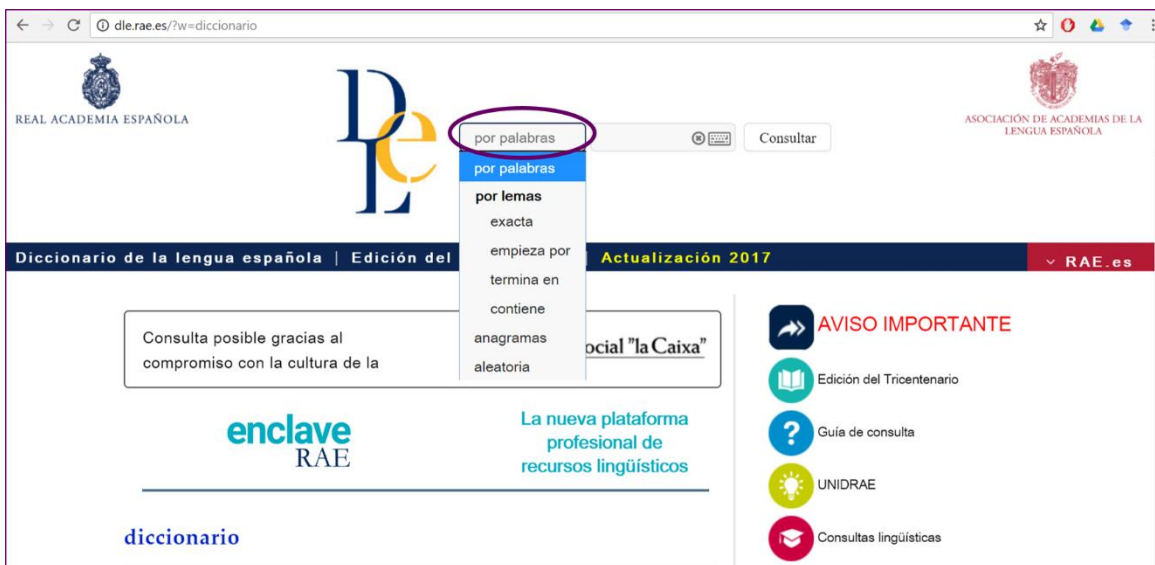 dle.rae.es/?w=diccionario
REAL ACADEMIA ESPAÑOLA
DLE
por palabras
Consultar
ASOCIACIÓN DE ACADEMIAS DE LA
LENGUA ESPAÑOLA
por palabras
por lemas
exacta
empieza por
termina en
contiene
anagramas
aleatoria
Diccionario de la lengua española | Edición del | Actualización 2017
RAE.es
Consulta posible gracias al
compromiso con la cultura de la
ocial "la Caixa"
enclave
RAE
La nueva plataforma
profesional de
recursos lingüísticos
diccionario
AVISO IMPORTANTE
Edición del Tricentenario
Guía de consulta
UNIDRAE
Consultas lingüísticas